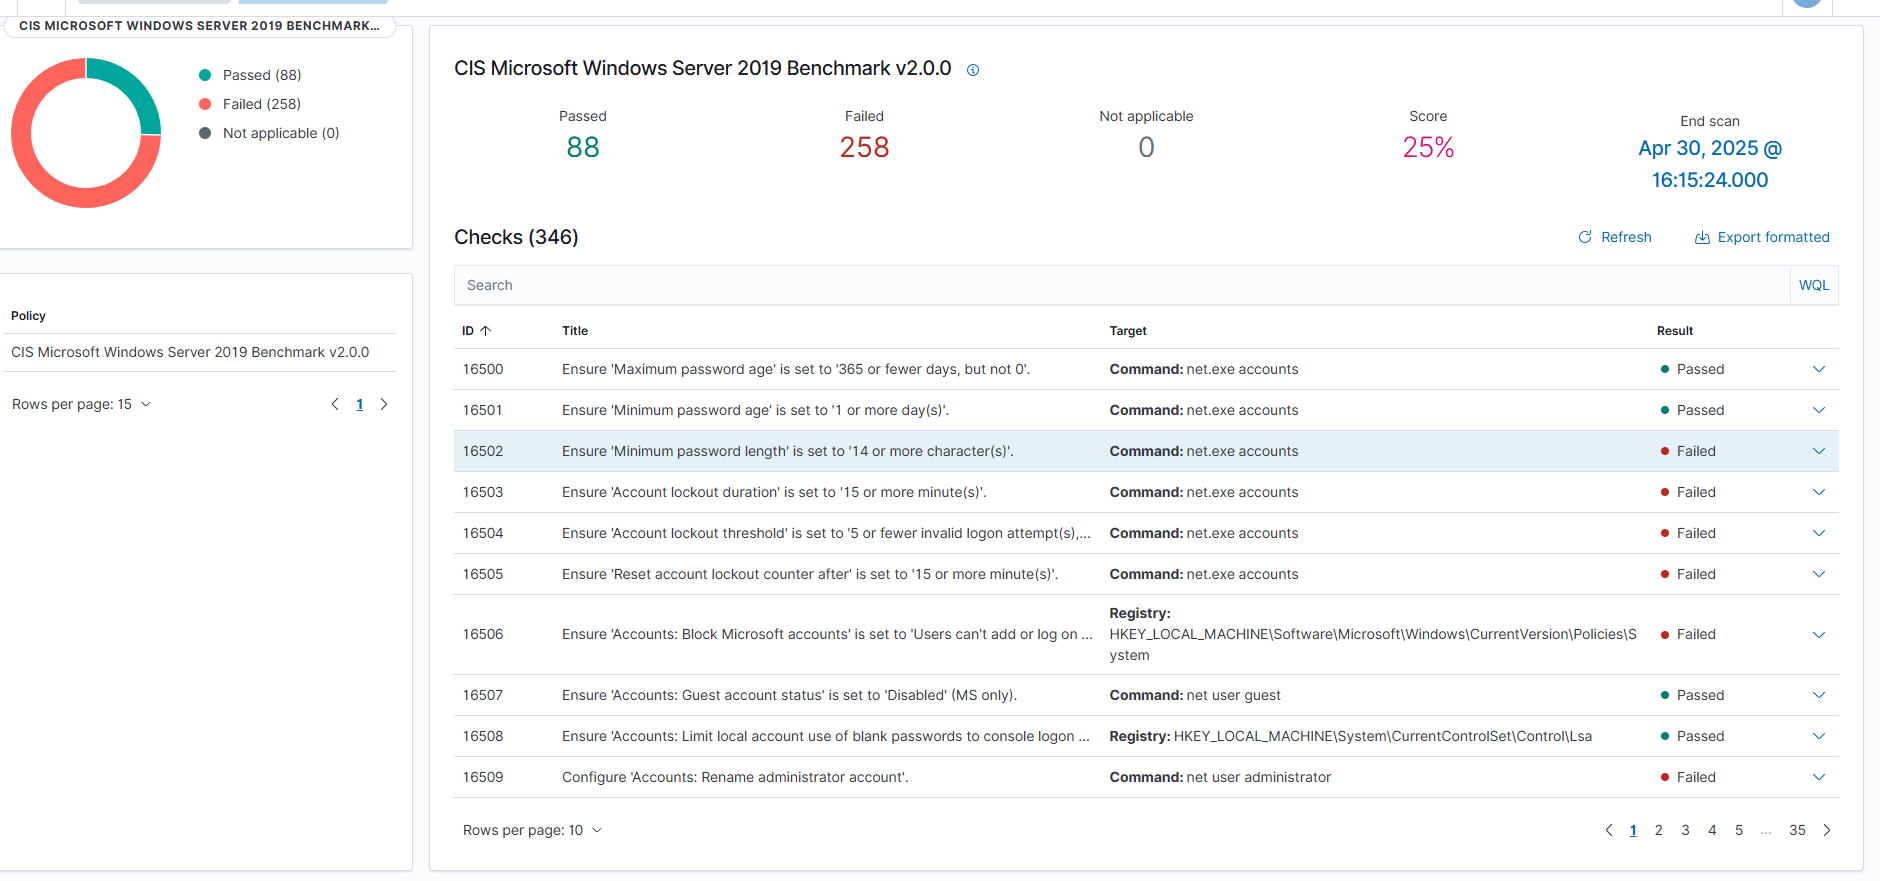 CIS MICROSOFT WINDOWS SERVER 2019 BENCHMARK...
Passed (88)
Failed (258)
Not applicable (0)
Policy
CIS Microsoft Windows Server 2019 Benchmark v2.0.0
Rows per page: 15
1
CIS Microsoft Windows Server 2019 Benchmark v2.0.0
Passed Failed Not applicable Score End scan
88 258 0 25% Apr 30, 2025 @
16:15:24.000
Checks (346) Refresh Export formatted
Search WQL
ID Title Target Result
16500 Ensure 'Maximum password age' is set to '365 or fewer days, but not 0'. Command: net.exe accounts Passed
16501 Ensure 'Minimum password age' is set to '1 or more day(s)'. Command: net.exe accounts Passed
16502 Ensure 'Minimum password length' is set to '14 or more character(s)'. Command: net.exe accounts Failed
16503 Ensure 'Account lockout duration' is set to '15 or more minute(s)'. Command: net.exe accounts Failed
16504 Ensure 'Account lockout threshold' is set to '5 or fewer invalid logon attempt(s),... Command: net.exe accounts Failed
16505 Ensure 'Reset account lockout counter after' is set to '15 or more minute(s)'. Command: net.exe accounts Failed
Registry:
16506 Ensure 'Accounts: Block Microsoft accounts' is set to 'Users can't add or log on ... HKEY_LOCAL_MACHINE\Software\Microsoft\Windows\CurrentVersion\Policies\S Failed
ystem
16507 Ensure 'Accounts: Guest account status' is set to 'Disabled' (MS only). Command: net user guest Passed
16508 Ensure 'Accounts: Limit local account use of blank passwords to console logon ... Registry: HKEY_LOCAL_MACHINE\System\CurrentControlSet\Control\Lsa Passed
16509 Configure 'Accounts: Rename administrator account'. Command: net user administrator Failed
Rows per page: 10 1 2 3 4 5 ... 35